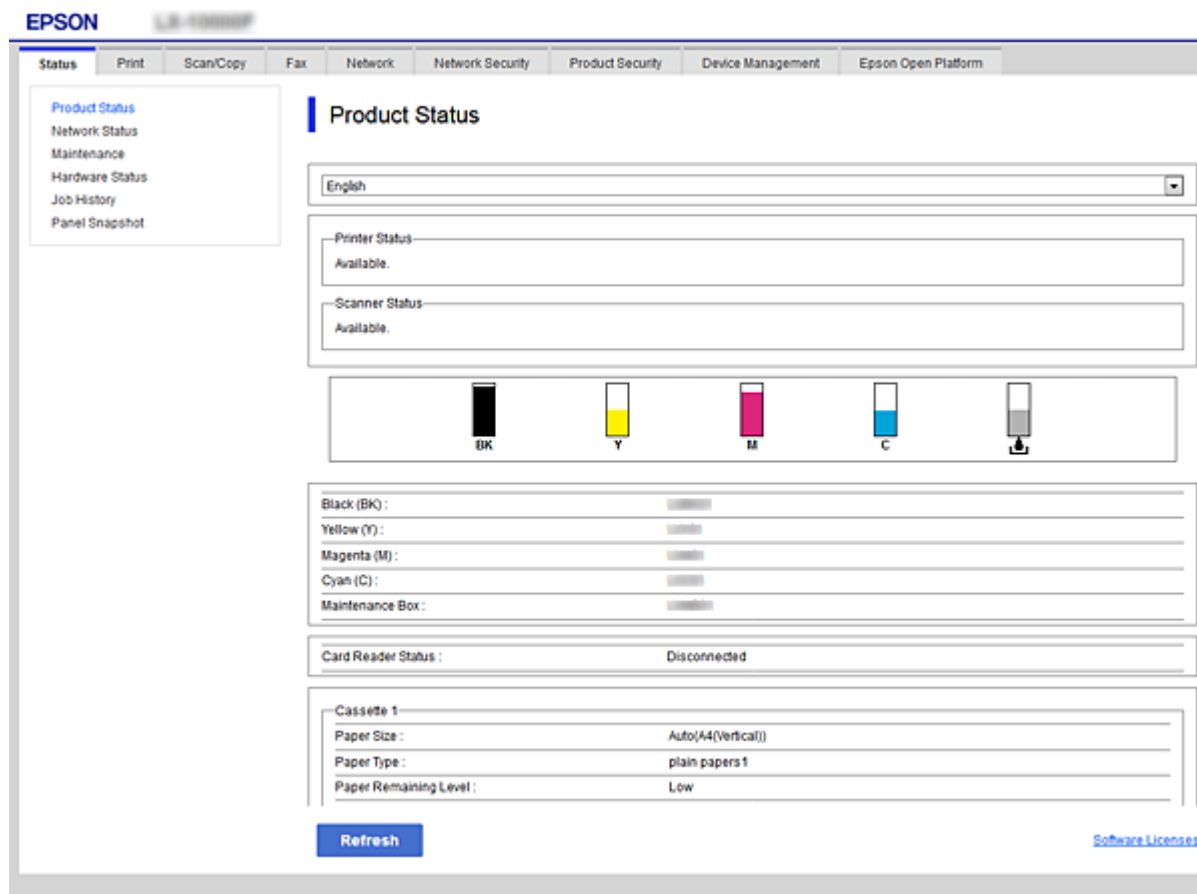 EPSON
Status Print Scan/Copy Fax Network Network Security Product Security Device Management Epson Open Platform
Product Status
Network Status
Maintenance
Hardware Status
Job History
Panel Snapshot
Product Status
English
Printer Status
Available.
Scanner Status
Available.
BK Y M C
Black (BK) :
Yellow (Y) :
Magenta (M) :
Cyan (C) :
Maintenance Box :
Card Reader Status : Disconnected
Cassette 1
Paper Size : Auto(A4(Vertical))
Paper Type : plain papers1
Paper Remaining Level : Low
Refresh
Software Licenses